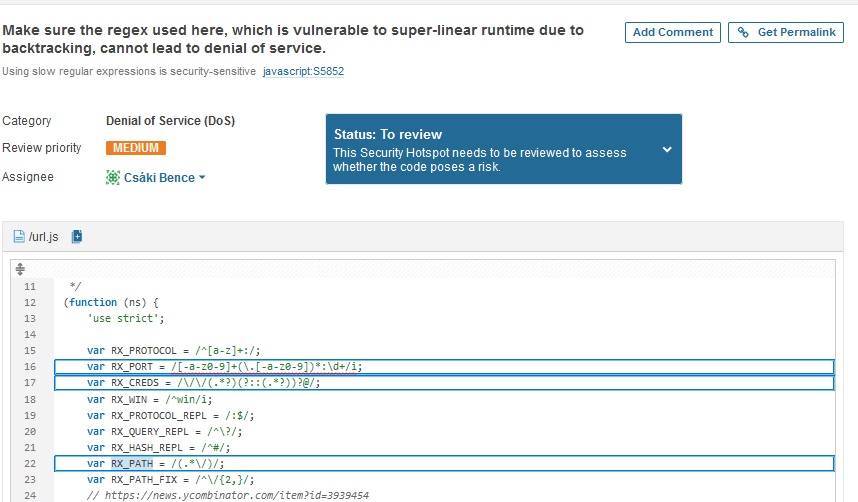 Make sure the regex used here, which is vulnerable to super-linear runtime due to
backtracking, cannot lead to denial of service.
Add Comment
Get Permalink
Using slow regular expressions is security-sensitive javascript:S5852
Category Denial of Service (DoS)
Review priority MEDIUM
Assignee Csáki Bence
Status: To review
This Security Hotspot needs to be reviewed to assess
whether the code poses a risk.
/url.js
11 */
12 (function (ns) {
13 'use strict';
14
15 var RX_PROTOCOL = /^[a-z]+:/;
16 var RX_PORT = /[-a-z0-9]+(\.[-a-z0-9])*:\d+/i;
17 var RX_CREDS = /\/\/(.*?)(?::(.*?))?@/;
18 var RX_WIN = /^win/i;
19 var RX_PROTOCOL_REPL = /:$/;
20 var RX_QUERY_REPL = /^\?/;
21 var RX_HASH_REPL = /^#/;
22 var RX_PATH = /(.*\/)/;
23 var RX_PATH_FIX = /^\/{2,}/;
24 // https://news.ycombinator.com/item?id=3939454